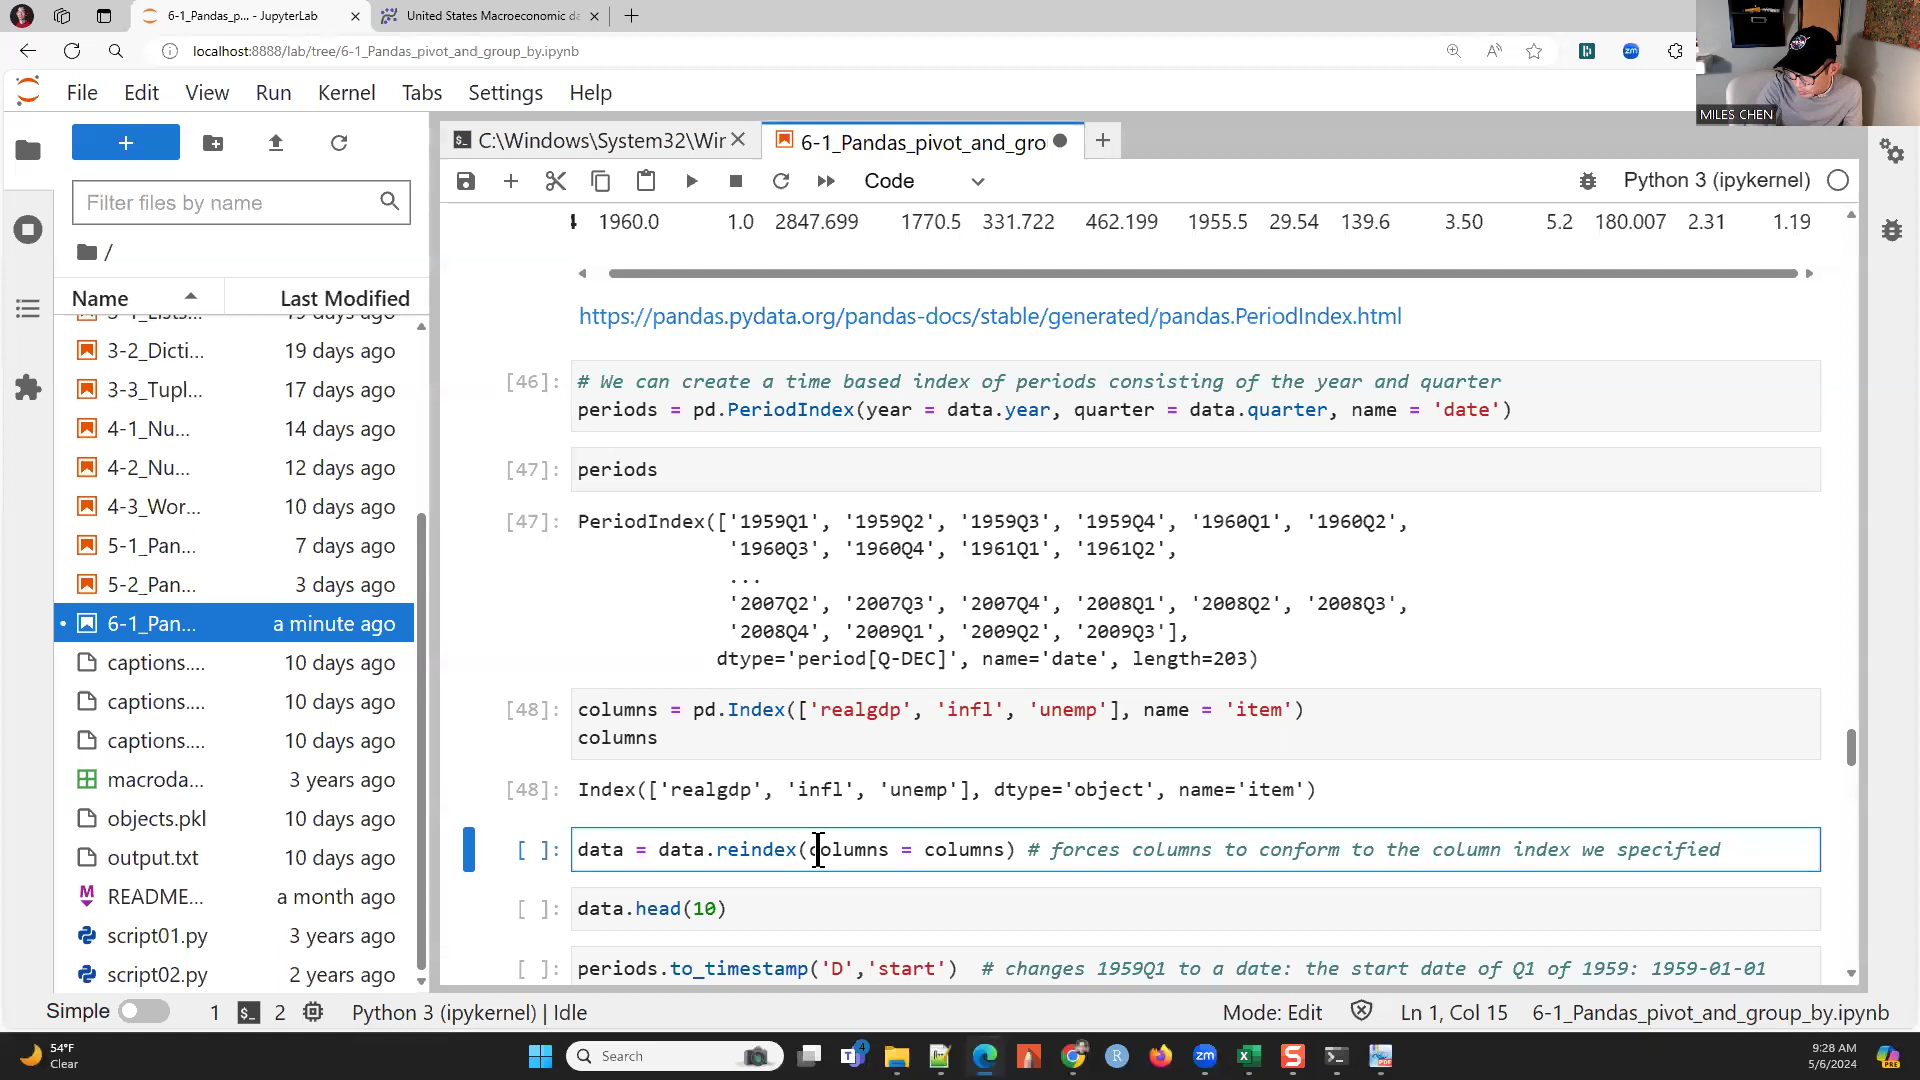 6-1_Pandas_p... - JupyterLab
United States Macroeconomic da
localhost:8888/lab/tree/6-1_Pandas_pivot_and_group_by.ipynb
MILES CHEN
File Edit View Run Kernel Tabs Settings Help
C:\Windows\System32\Wir
6-1_Pandas_pivot_and_gro
Code
Python 3 (ipykernel)
Filter files by name
/
Name Last Modified
19 days ago
3-2_Dicti... 19 days ago
3-3_Tupl... 17 days ago
4-1_Nu... 14 days ago
4-2_Nu... 12 days ago
4-3_Wor... 10 days ago
5-1_Pan... 7 days ago
5-2_Pan... 3 days ago
6-1_Pan... a minute ago
captions.... 10 days ago
captions.... 10 days ago
captions.... 10 days ago
macroda... 3 years ago
objects.pkl 10 days ago
output.txt 10 days ago
README... a month ago
script01.py 3 years ago
script02.py 2 years ago
4 1960.0 1.0 2847.699 1770.5 331.722 462.199 1955.5 29.54 139.6 3.50 5.2 180.007 2.31 1.19
https://pandas.pydata.org/pandas-docs/stable/generated/pandas.PeriodIndex.html
[46]: # We can create a time based index of periods consisting of the year and quarter
periods = pd.PeriodIndex(year = data.year, quarter = data.quarter, name = 'date')
[47]: periods
[47]: PeriodIndex(['1959Q1', '1959Q2', '1959Q3', '1959Q4', '1960Q1', '1960Q2',
'1960Q3', '1960Q4', '1961Q1', '1961Q2',
...
'2007Q2', '2007Q3', '2007Q4', '2008Q1', '2008Q2', '2008Q3',
'2008Q4', '2009Q1', '2009Q2', '2009Q3'],
dtype='period[Q-DEC]', name='date', length=203)
[48]: columns = pd.Index(['realgdp', 'infl', 'unemp'], name = 'item')
columns
[48]: Index(['realgdp', 'infl', 'unemp'], dtype='object', name='item')
[ ]: data = data.reindex(columns = columns) # forces columns to conform to the column index we specified
[ ]: data.head(10)
[ ]: periods.to_timestamp('D','start') # changes 1959Q1 to a date: the start date of Q1 of 1959: 1959-01-01
Simple 1 2 Python 3 (ipykernel) | Idle Mode: Edit Ln 1, Col 15 6-1_Pandas_pivot_and_group_by.ipynb
54°F
Clear
Search
9:28 AM
5/6/2024